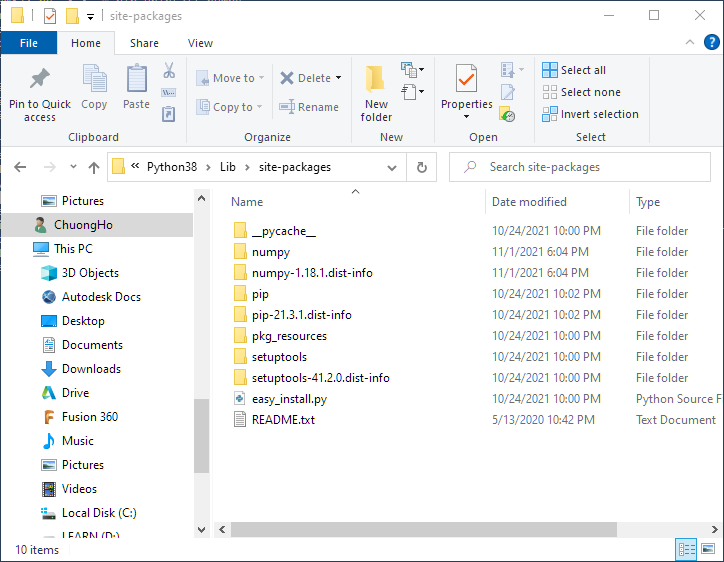 site-packages
File Home Share View
Pin to Quick access
Copy
Paste
Clipboard
Move to
Copy to
Delete
Rename
Organize
New folder
New
Properties
Open
Select all
Select none
Invert selection
Select
« Python38 > Lib > site-packages
Search site-packages
Pictures
ChuongHo
This PC
3D Objects
Autodesk Docs
Desktop
Documents
Downloads
Drive
Fusion 360
Music
Pictures
Videos
Local Disk (C:)
LEARN (D:)
Name Date modified Type
__pycache__ 10/24/2021 10:00 PM File folder
numpy 11/1/2021 6:04 PM File folder
numpy-1.18.1.dist-info 11/1/2021 6:04 PM File folder
pip 10/24/2021 10:02 PM File folder
pip-21.3.1.dist-info 10/24/2021 10:02 PM File folder
pkg_resources 10/24/2021 10:00 PM File folder
setuptools 10/24/2021 10:00 PM File folder
setuptools-41.2.0.dist-info 10/24/2021 10:00 PM File folder
easy_install.py 10/24/2021 10:00 PM Python Source F
README.txt 5/13/2020 10:42 PM Text Document
10 items